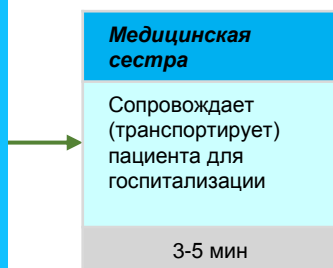 Медицинская
сестра
Сопровождает
(транспортирует)
пациента для
госпитализации
3-5 мин